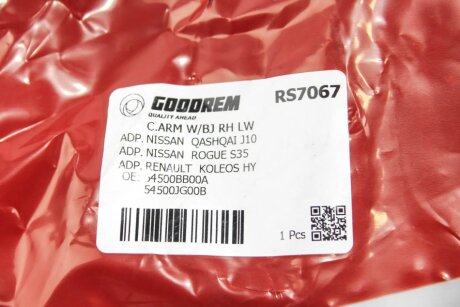 GOODREM
QUALITY AHEAD
RS7067
C.ARM W/BJ RH LW
ADP. NISSAN QASHQAI J10
ADP. NISSAN ROGUE S35
ADP. RENAULT KOLEOS HY
OE: 54500BB00A
54500JG00B
1 Pcs